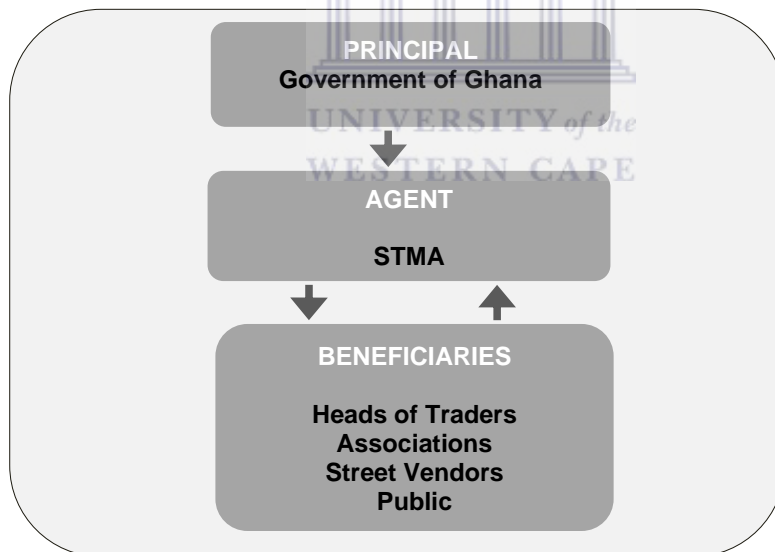 PRINCIPAL
Government of Ghana
UNIVERSITY of the
WESTERN CAPE
AGENT
STMA
BENEFICIARIES
Heads of Traders
Associations
Street Vendors
Public